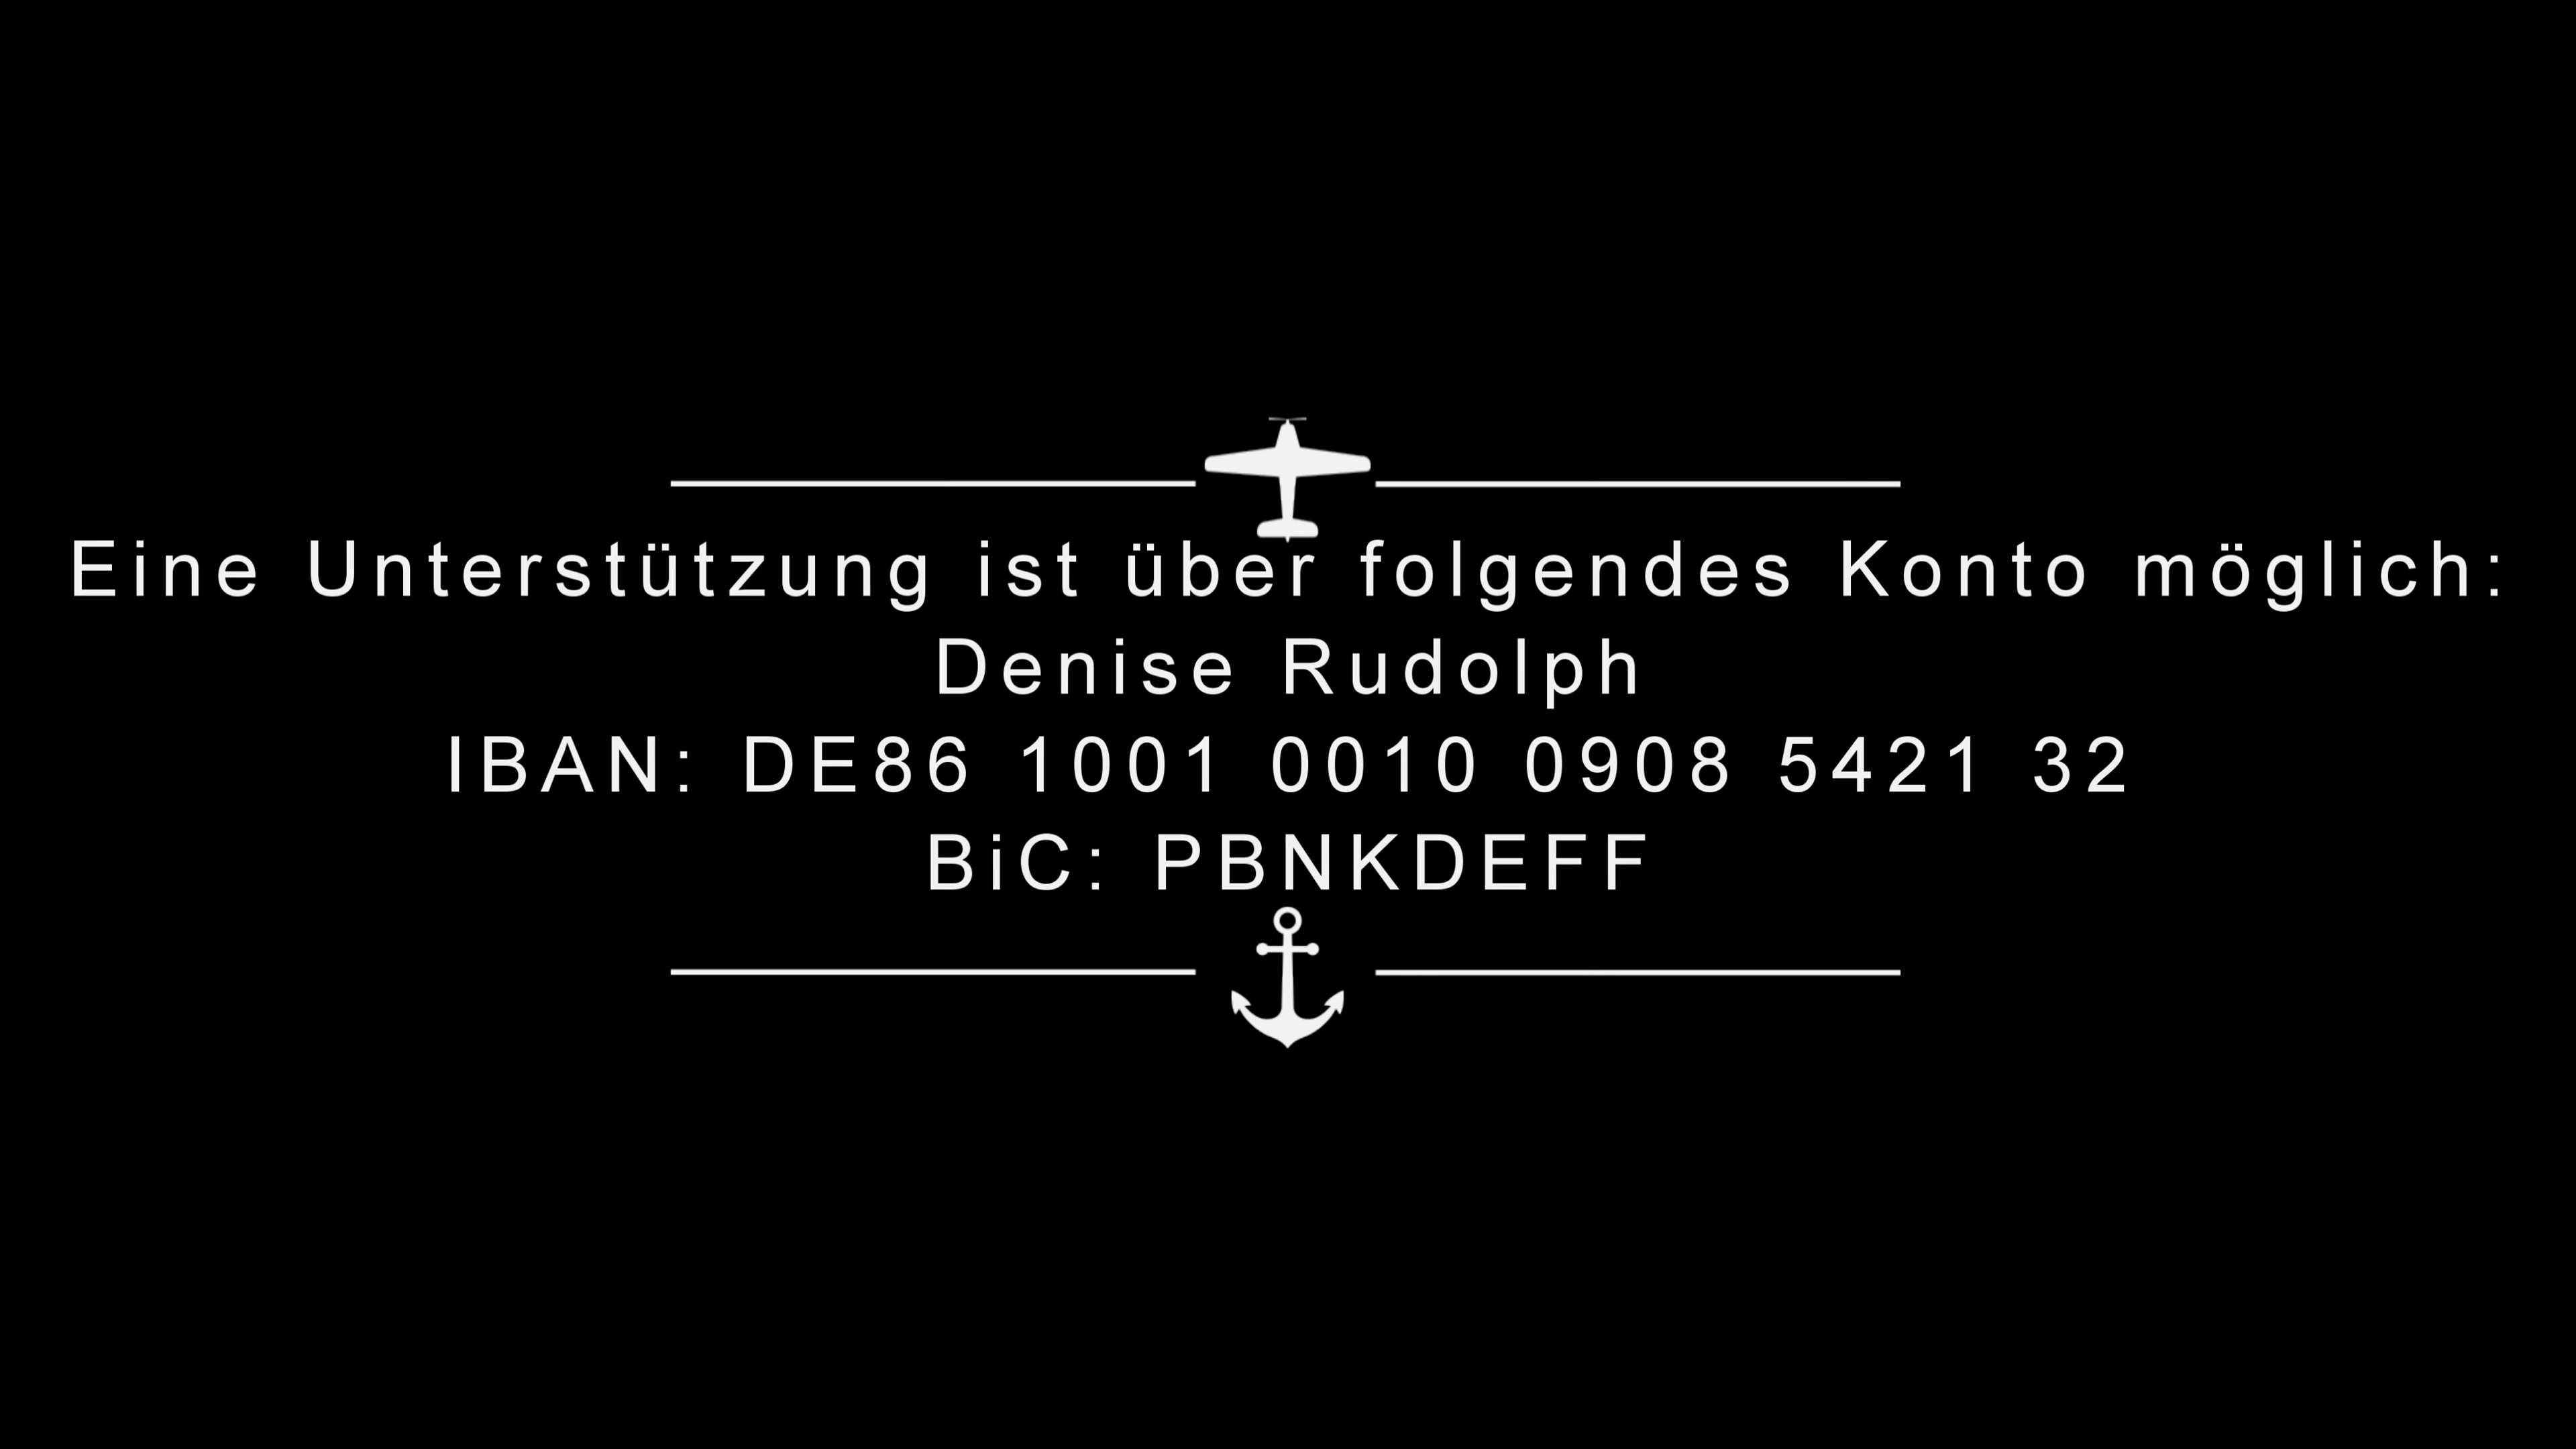 Eine Unterstützung ist über folgendes Konto möglich:
Denise Rudolph
IBAN: DE86 1001 0010 0908 5421 32
BiC: PBNKDEFF